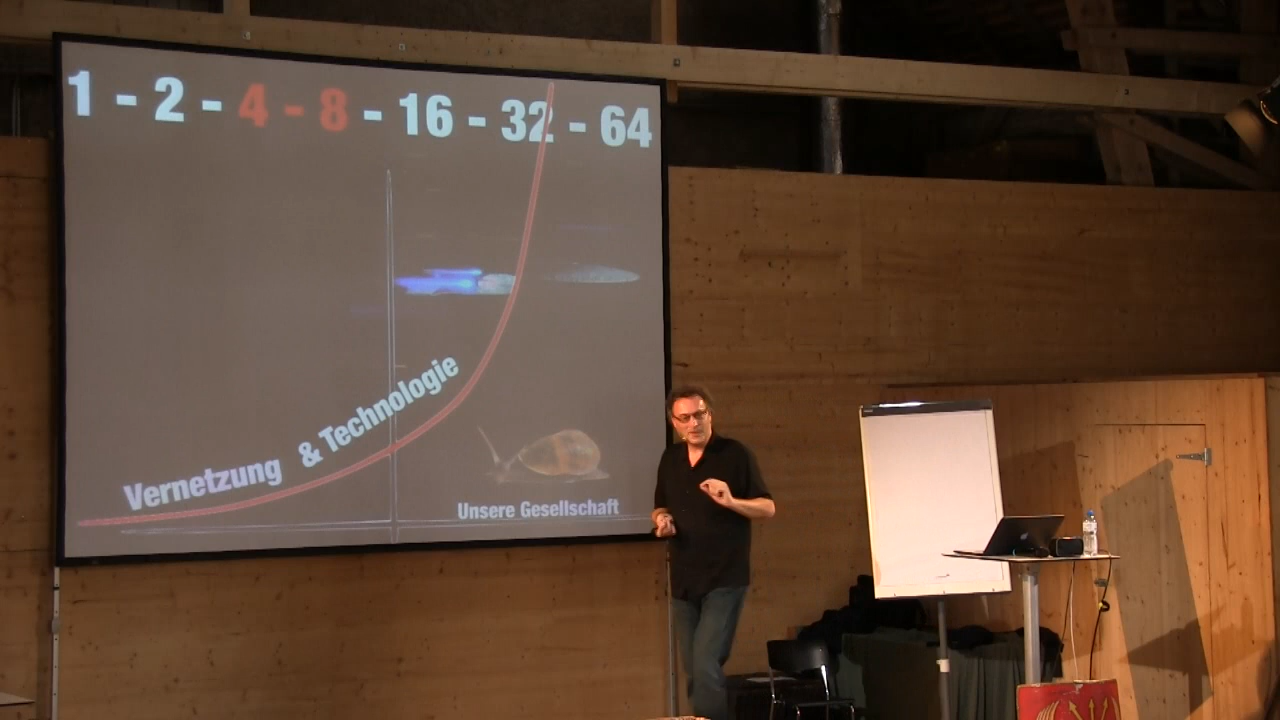 1 - 2 - 4 - 8 - 16 - 32 - 64
Vernetzung & Technologie
Unsere Gesellschaft